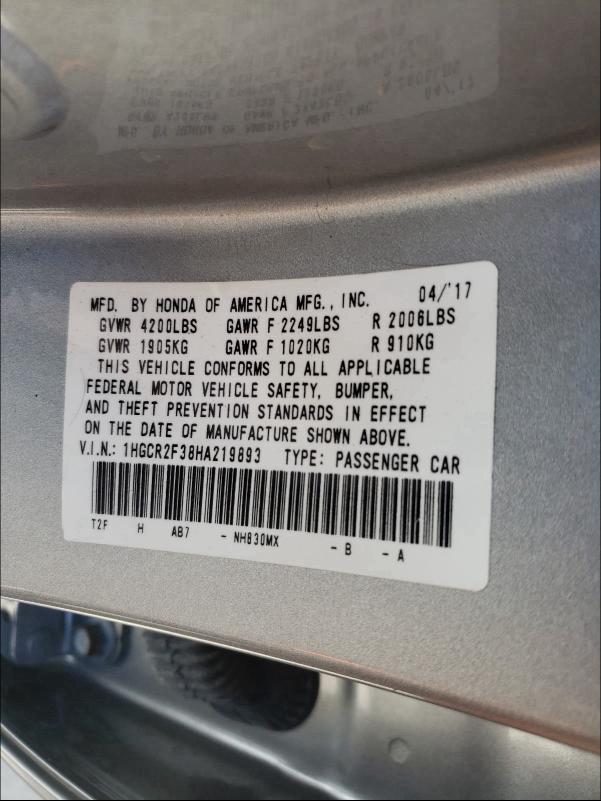 MFD. BY HONDA OF AMERICA MFG., INC. 04/'17
GVWR 4200LBS GAWR F 2249LBS R 2006LBS
GVWR 1905KG GAWR F 1020KG R 910KG
THIS VEHICLE CONFORMS TO ALL APPLICABLE
FEDERAL MOTOR VEHICLE SAFETY, BUMPER,
AND THEFT PREVENTION STANDARDS IN EFFECT
ON THE DATE OF MANUFACTURE SHOWN ABOVE.
V.I.N.: 1HGCR2F38HA219893 TYPE: PASSENGER CAR
T2F H AB7 - NH830MX - B - A